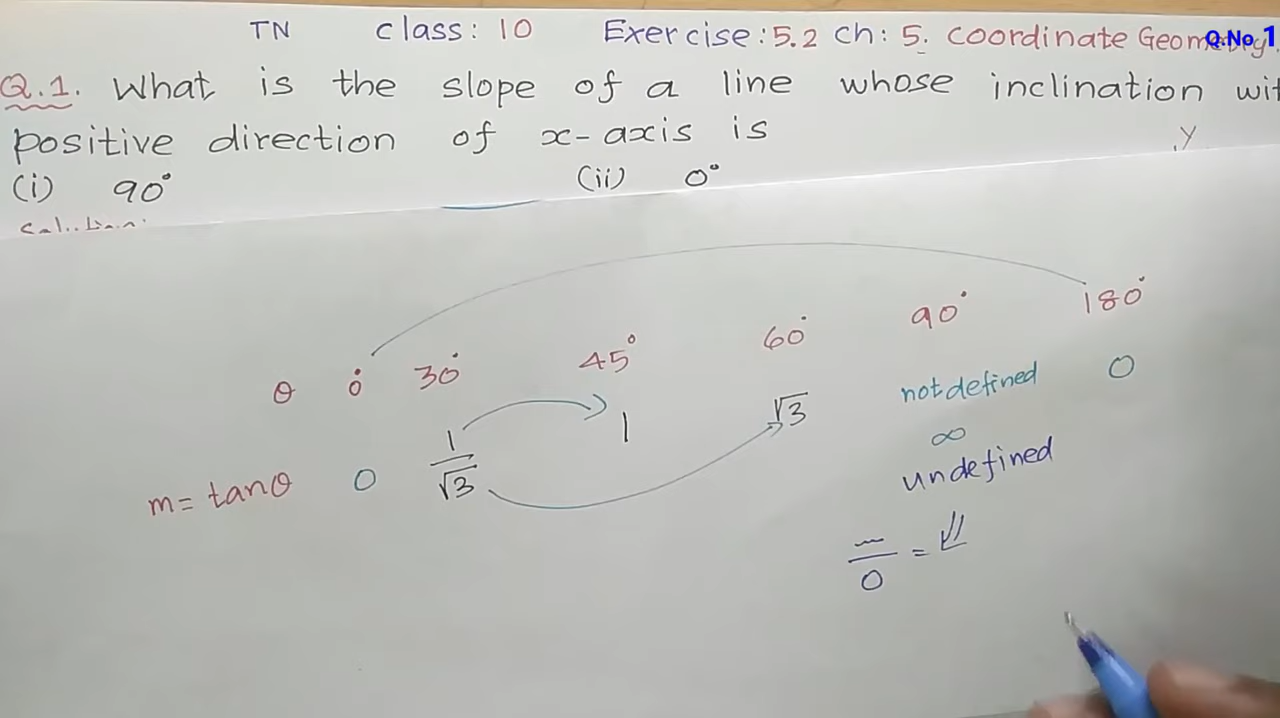 TN class: 10 Exercise: 5.2 ch: 5. Coordinate Geometry Q.No 1
Q.1. What is the slope of a line whose inclination wit
positive direction of x-axis is
y
(i) 90° (ii) 0°
Solution:
θ 0° 30° 45° 60° 90° 180°
m = tanθ 0 1/√3 1 √3 not defined 0
∞
undefined